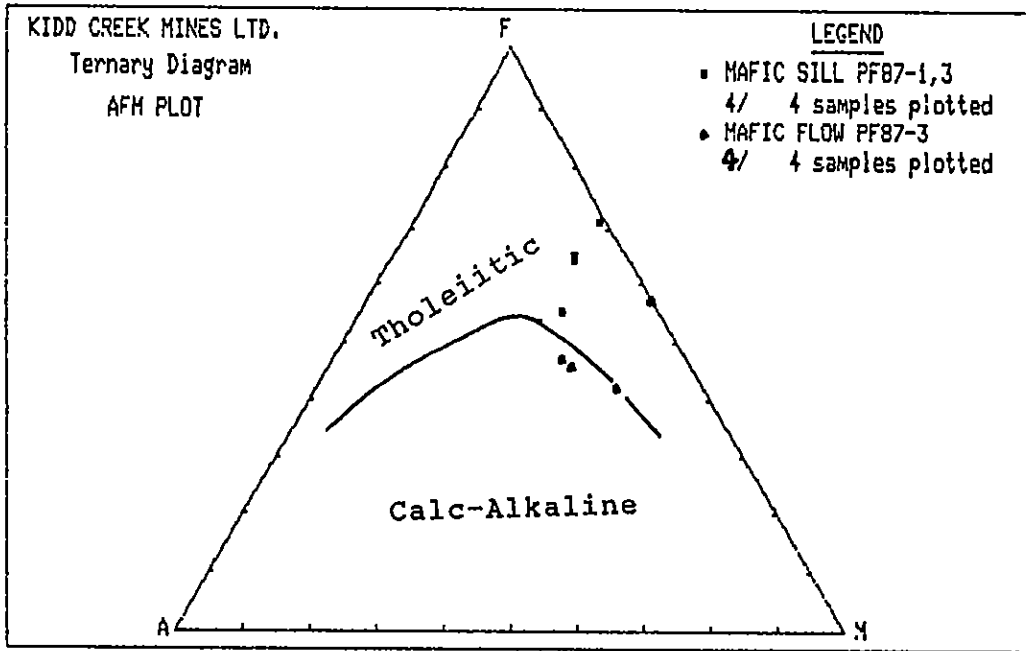 KIDD CREEK MINES LTD.
Ternary Diagram
AFM PLOT
F
LEGEND
MAFIC SILL PF87-1,3
4/ 4 samples plotted
MAFIC FLOW PF87-3
4/ 4 samples plotted
Tholeiitic
Calc-Alkaline
A
M